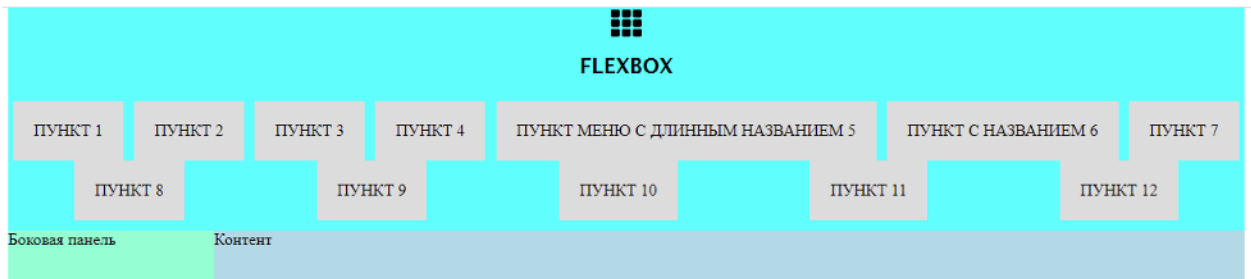 FLEXBOX
ПУНКТ 1 ПУНКТ 2 ПУНКТ 3 ПУНКТ 4 ПУНКТ МЕНЮ С ДЛИННЫМ НАЗВАНИЕМ 5 ПУНКТ С НАЗВАНИЕМ 6 ПУНКТ 7
ПУНКТ 8 ПУНКТ 9 ПУНКТ 10 ПУНКТ 11 ПУНКТ 12
Боковая панель Контент